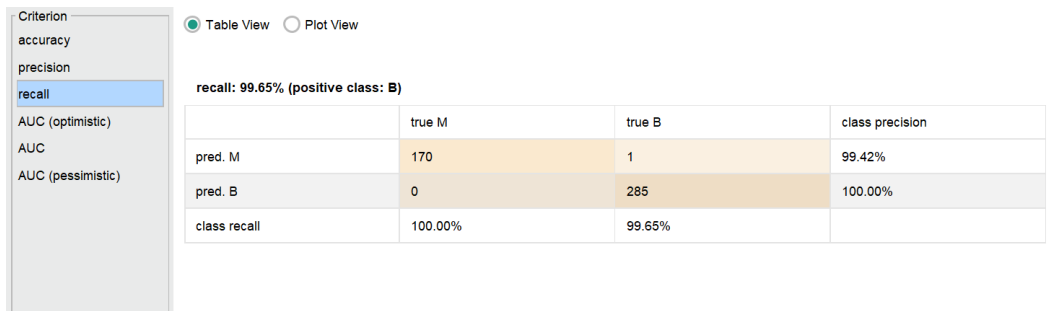 Criterion
accuracy
precision
recall
AUC (optimistic)
AUC
AUC (pessimistic)
Table View Plot View
recall: 99.65% (positive class: B)
true M true B class precision
pred. M 170 1 99.42%
pred. B 0 285 100.00%
class recall 100.00% 99.65%